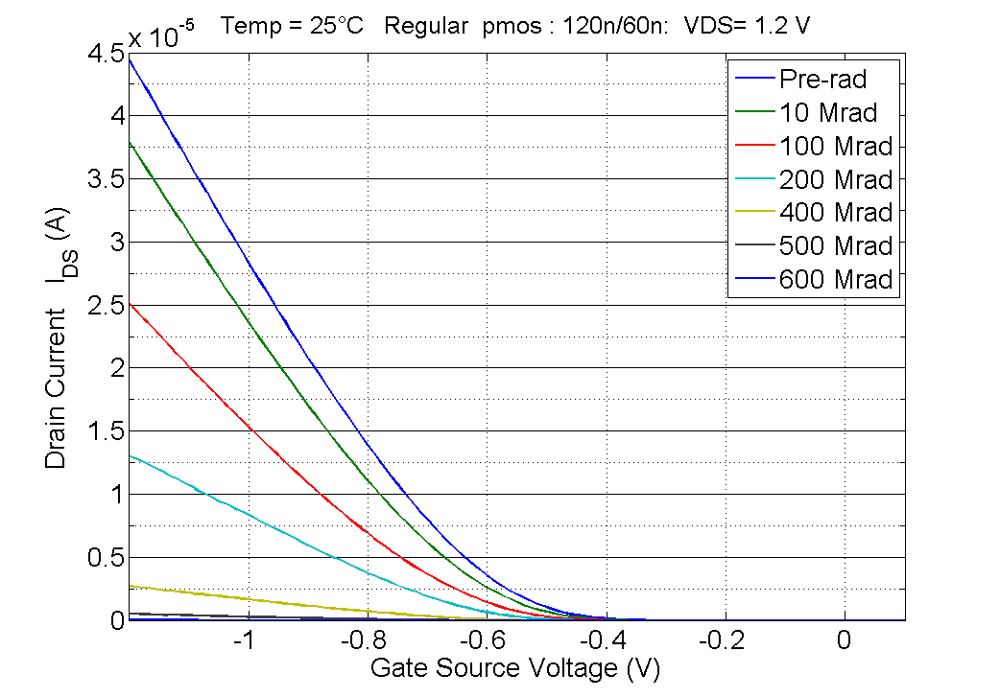 Temp = 25°C Regular pmos : 120n/60n: VDS= 1.2 V
x 10-5
4.5
4
3.5
3
2.5
2
1.5
1
0.5
0
Drain Current IDS (A)
Pre-rad
10 Mrad
100 Mrad
200 Mrad
400 Mrad
500 Mrad
600 Mrad
-1 -0.8 -0.6 -0.4 -0.2 0
Gate Source Voltage (V)